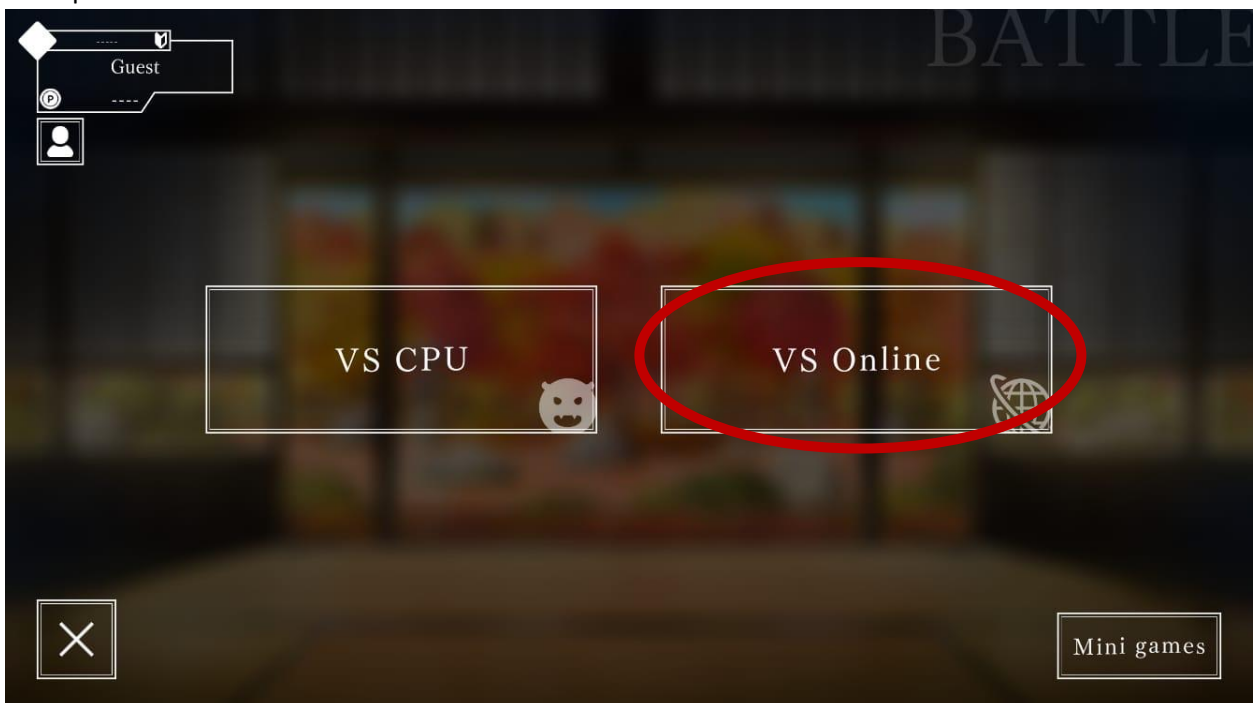 BATTLE
-----
Guest
P ----
VS CPU
VS Online
Mini games